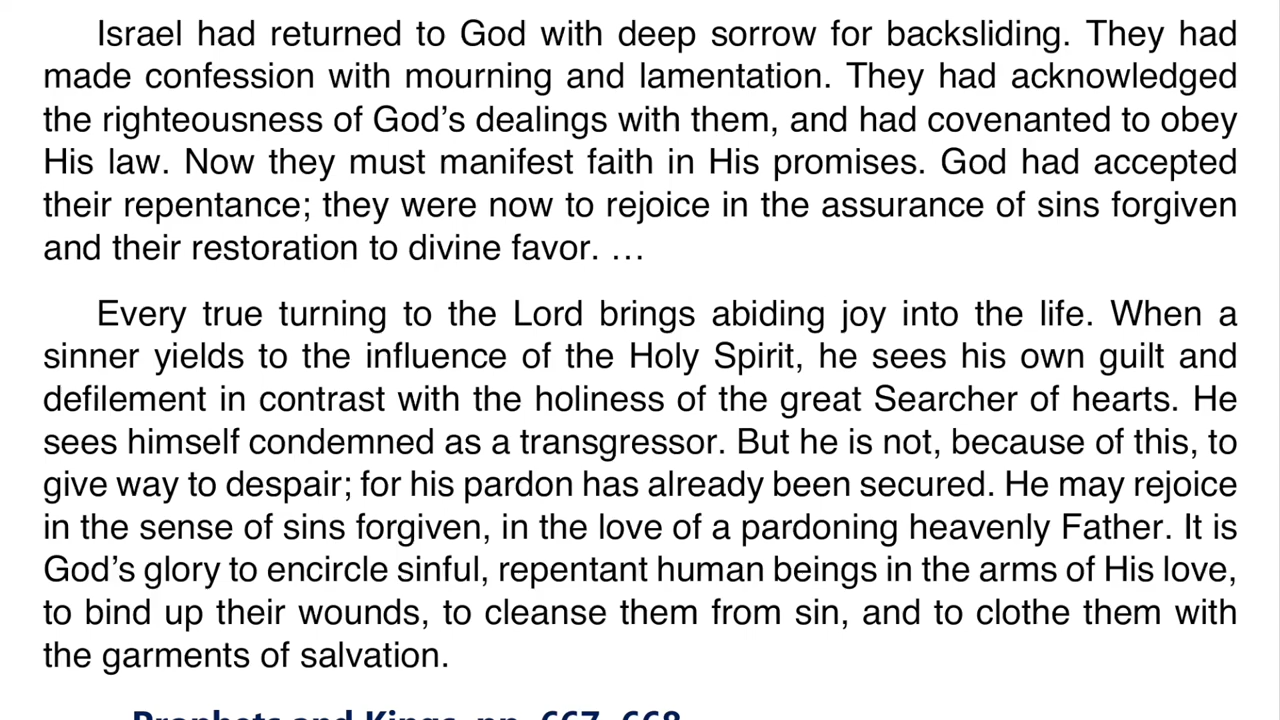 Israel had returned to God with deep sorrow for backsliding. They had
made confession with mourning and lamentation. They had acknowledged
the righteousness of God’s dealings with them, and had covenanted to obey
His law. Now they must manifest faith in His promises. God had accepted
their repentance; they were now to rejoice in the assurance of sins forgiven
and their restoration to divine favor. …
Every true turning to the Lord brings abiding joy into the life. When a
sinner yields to the influence of the Holy Spirit, he sees his own guilt and
defilement in contrast with the holiness of the great Searcher of hearts. He
sees himself condemned as a transgressor. But he is not, because of this, to
give way to despair; for his pardon has already been secured. He may rejoice
in the sense of sins forgiven, in the love of a pardoning heavenly Father. It is
God’s glory to encircle sinful, repentant human beings in the arms of His love,
to bind up their wounds, to cleanse them from sin, and to clothe them with
the garments of salvation.
Prophets and Kings, pp. 667, 668